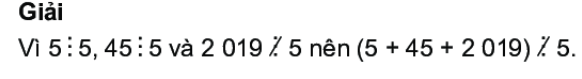 Giải
Vì 5 ⋮ 5, 45 ⋮ 5 và 2 019 ⋮̸ 5 nên (5 + 45 + 2 019) ⋮̸ 5.